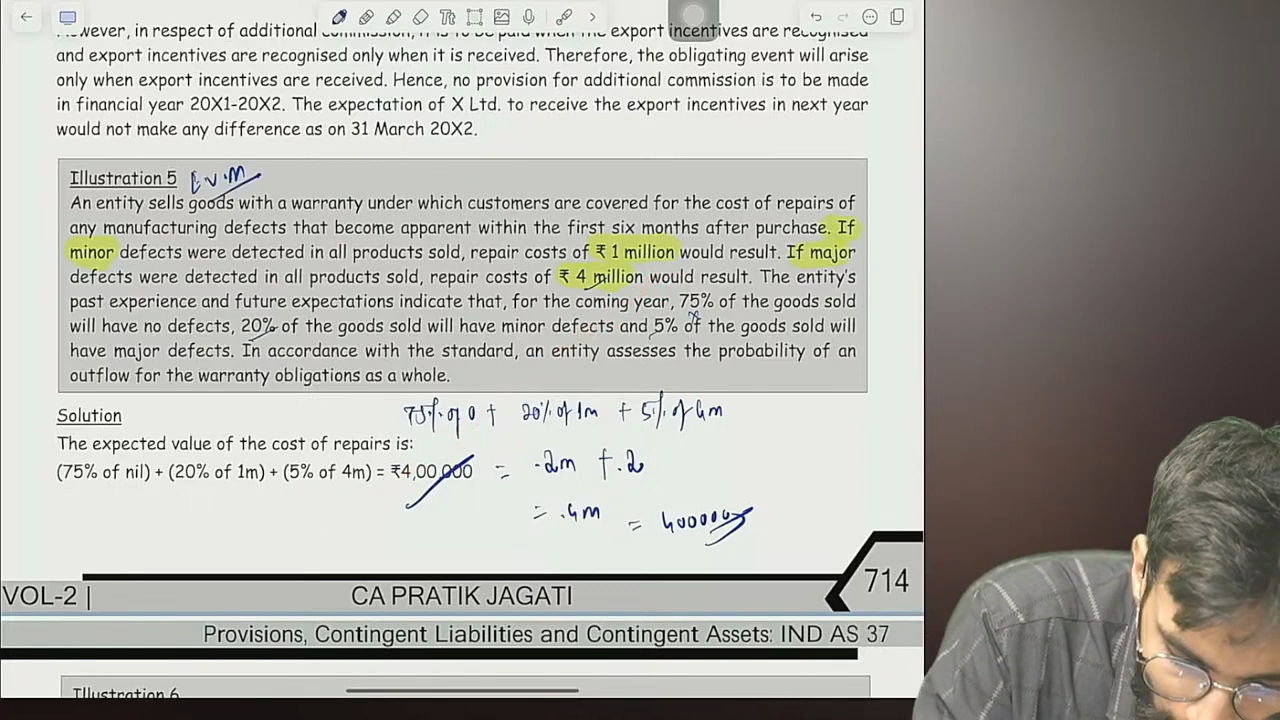 However, in respect of additional commission, it is to be paid when the export incentives are recognised
and export incentives are recognised only when it is received. Therefore, the obligating event will arise
only when export incentives are received. Hence, no provision for additional commission is to be made
in financial year 20X1-20X2. The expectation of X Ltd. to receive the export incentives in next year
would not make any difference as on 31 March 20X2.
Illustration 5 E.V.M
An entity sells goods with a warranty under which customers are covered for the cost of repairs of
any manufacturing defects that become apparent within the first six months after purchase. If
minor defects were detected in all products sold, repair costs of ₹ 1 million would result. If major
defects were detected in all products sold, repair costs of ₹ 4 million would result. The entity's
past experience and future expectations indicate that, for the coming year, 75% of the goods sold
will have no defects, 20% of the goods sold will have minor defects and 5% of the goods sold will
have major defects. In accordance with the standard, an entity assesses the probability of an
outflow for the warranty obligations as a whole.
Solution
75% of 0 + 20% of 1m + 5% of 4m
The expected value of the cost of repairs is:
(75% of nil) + (20% of 1m) + (5% of 4m) = ₹4,00,000 = .2m + .2
= .4m = 400000
VOL-2 | CA PRATIK JAGATI 714
Provisions, Contingent Liabilities and Contingent Assets: IND AS 37
Illustration 6